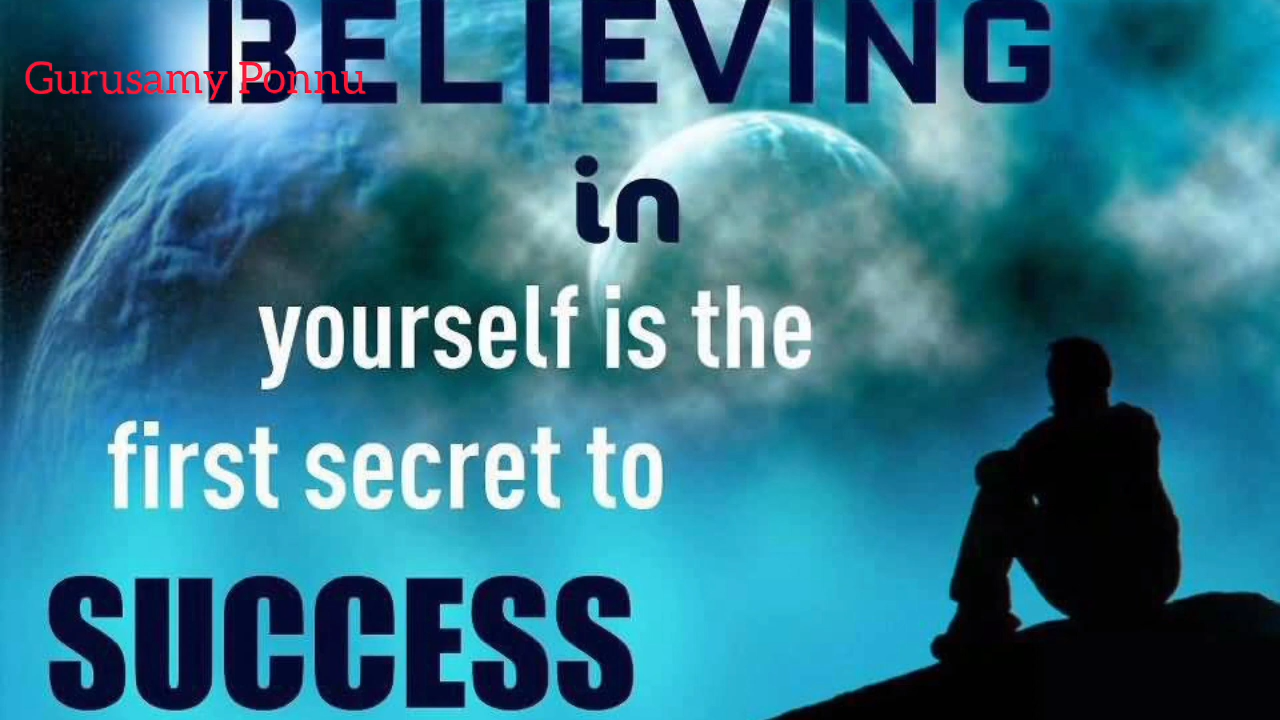 BELIEVING
Gurusamy Ponnu
in
yourself is the
first secret to
SUCCESS